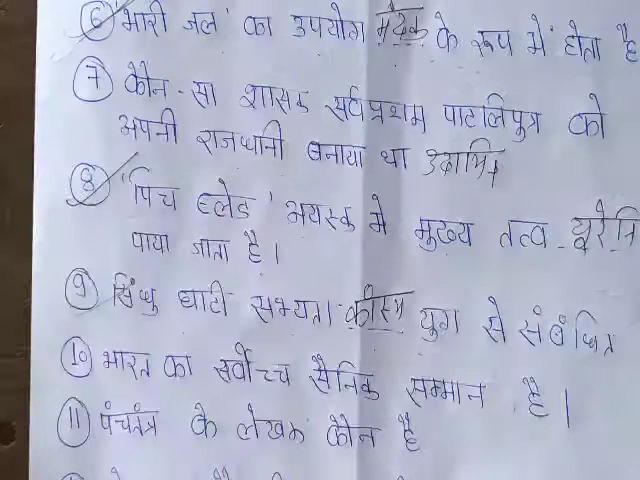 6 भारी जल का उपयोग मंदक के रूप में होता है
7 कौन-सा शासक सर्वप्रथम पाटलिपुत्र को
अपनी राजधानी बनाया था
8 'पिच ब्लेड' अयस्क मे मुख्य तत्व
पाया जाता है।
9 सिंधु घाटी सभ्यता कांस्य युग से संबंधित
10 भारत का सर्वोच्च सैनिक सम्मान है।
11 पंचतंत्र के लेखक कौन है